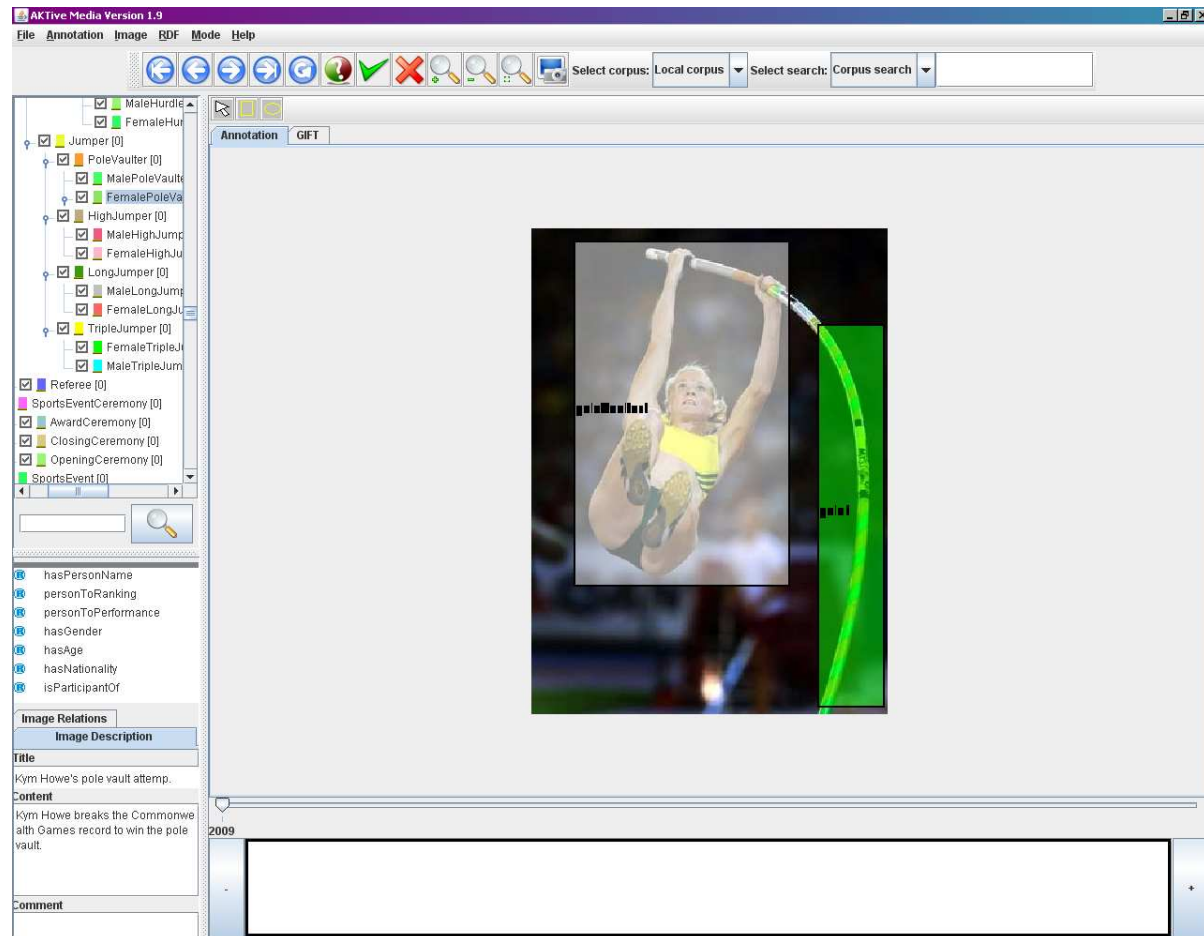 AKTive Media Version 1.9
File Annotation Image RDF Mode Help
Select corpus: Local corpus Select search: Corpus search
MaleHurdle
FemaleHur
Jumper [0]
PoleVaulter [0]
MalePoleVaulte
FemalePoleVa
HighJumper [0]
MaleHighJump
FemaleHighJu
LongJumper [0]
MaleLongJump
FemaleLongJu
TripleJumper [0]
FemaleTripleJ
MaleTripleJum
Referee [0]
SportsEventCeremony [0]
AwardCeremony [0]
ClosingCeremony [0]
OpeningCeremony [0]
SportsEvent [0]
hasPersonName
personToRanking
personToPerformance
hasGender
hasAge
hasNationality
isParticipantOf
Image Relations
Image Description
Title
Kym Howe's pole vault attemp.
Content
Kym Howe breaks the Commonwe
alth Games record to win the pole
vault.
Comment
Annotation GIFT
2009
- +